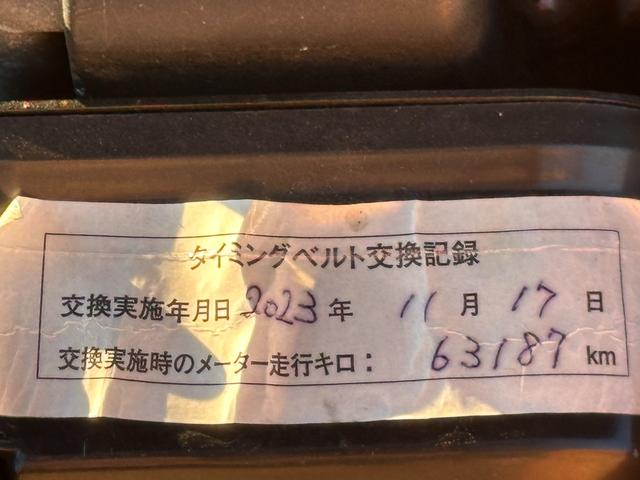 タイミングベルト交換記録
交換実施年月日 2023 年 11 月 17 日
交換実施時のメーター走行キロ： 63187 km